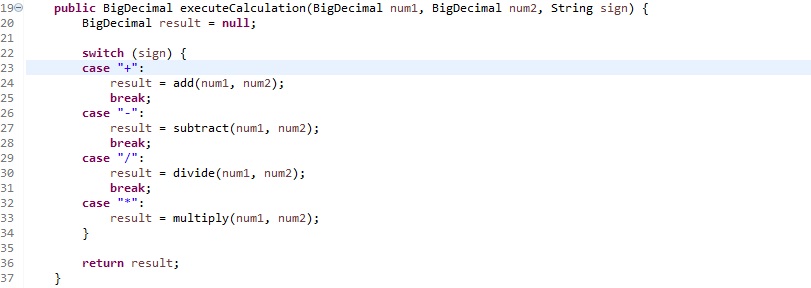 19 public BigDecimal executeCalculation(BigDecimal num1, BigDecimal num2, String sign) {
20 BigDecimal result = null;
21
22 switch (sign) {
23 case "+":
24 result = add(num1, num2);
25 break;
26 case "-":
27 result = subtract(num1, num2);
28 break;
29 case "/":
30 result = divide(num1, num2);
31 break;
32 case "*":
33 result = multiply(num1, num2);
34 }
35
36 return result;
37 }